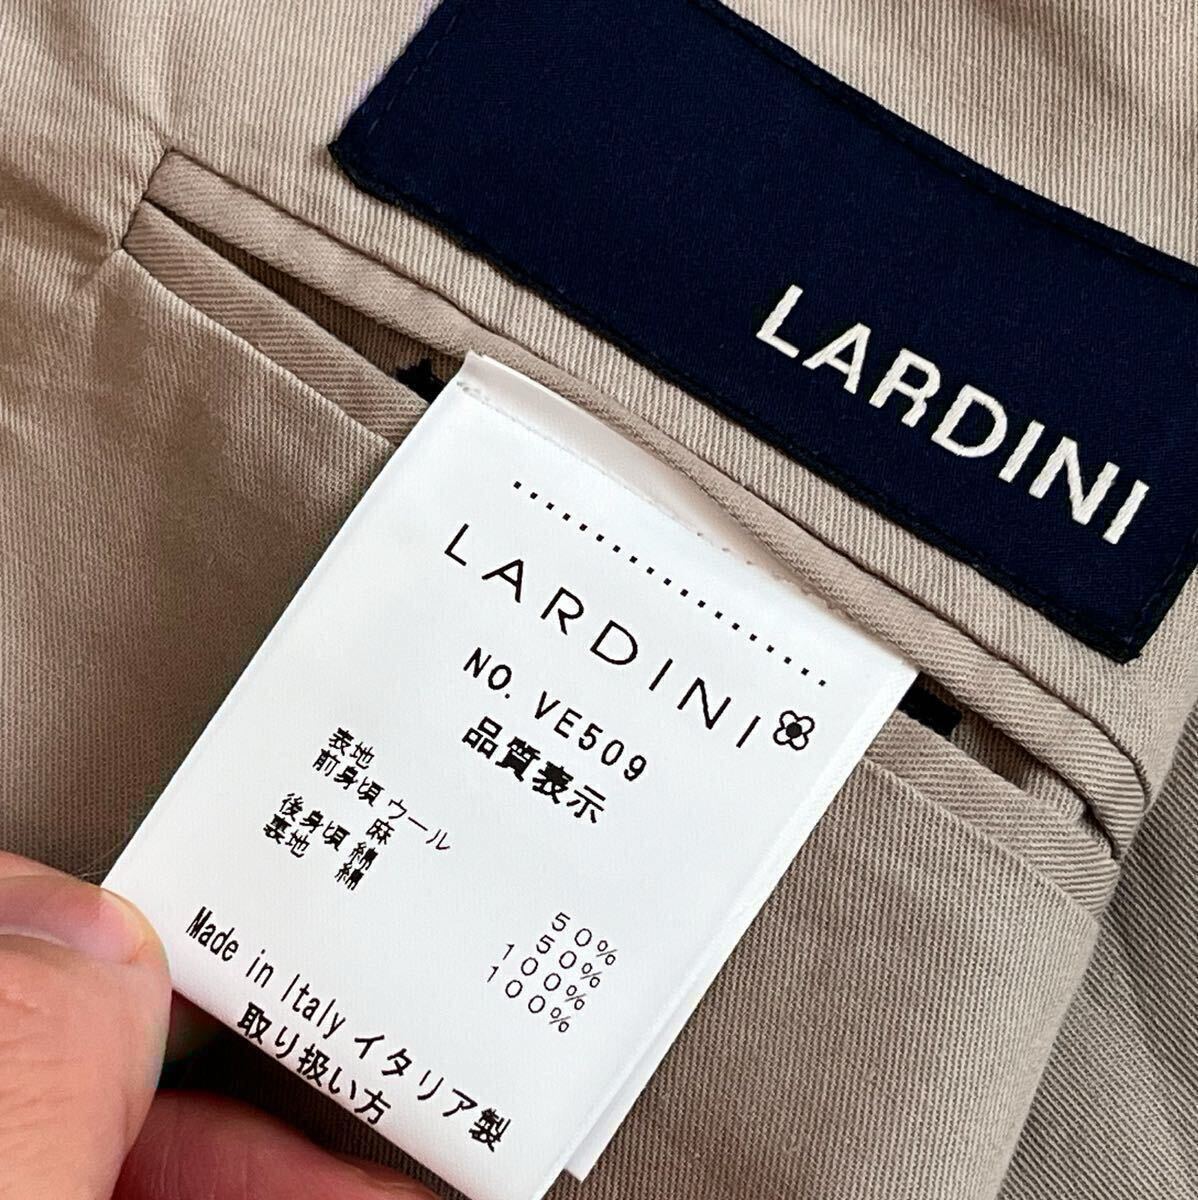 LARDINI
LARDINI
NO. VE509
品質表示
表地
前身頃 ウール 50%
麻 50%
後身頃 綿 100%
裏地 綿 100%
Made in Italy イタリア製
取り扱い方